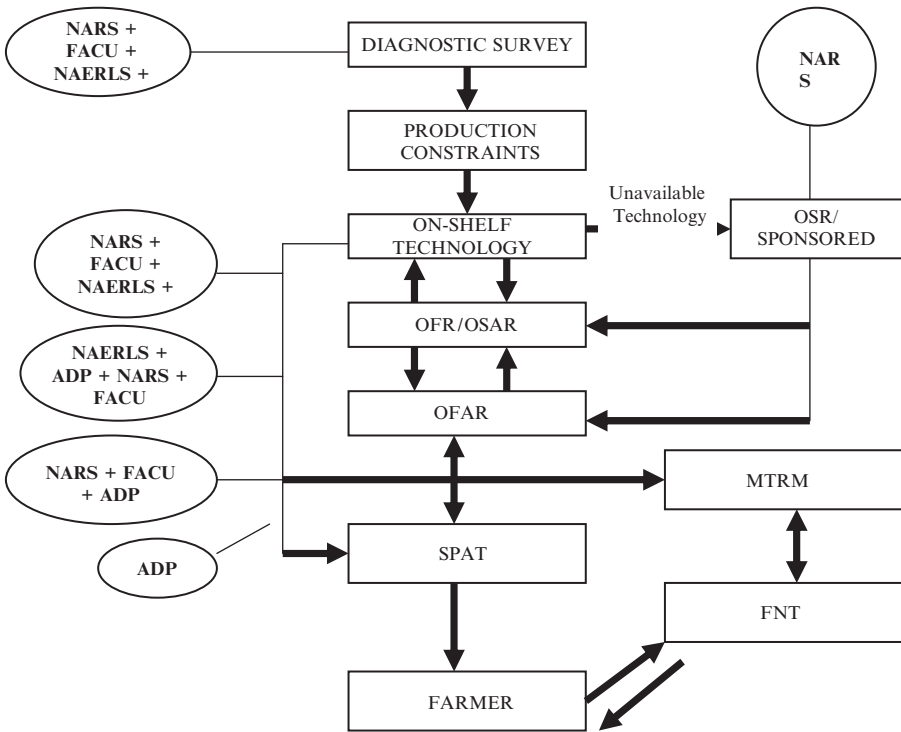 NARS +
FACU +
NAERLS +
DIAGNOSTIC SURVEY
NAR
S
PRODUCTION
CONSTRAINTS
Unavailable
Technology
NARS +
FACU +
NAERLS +
ON-SHELF
TECHNOLOGY
OSR/
SPONSORED
OFR/OSAR
NAERLS +
ADP + NARS +
FACU
OFAR
NARS + FACU
+ ADP
MTRM
ADP
SPAT
FNT
FARMER